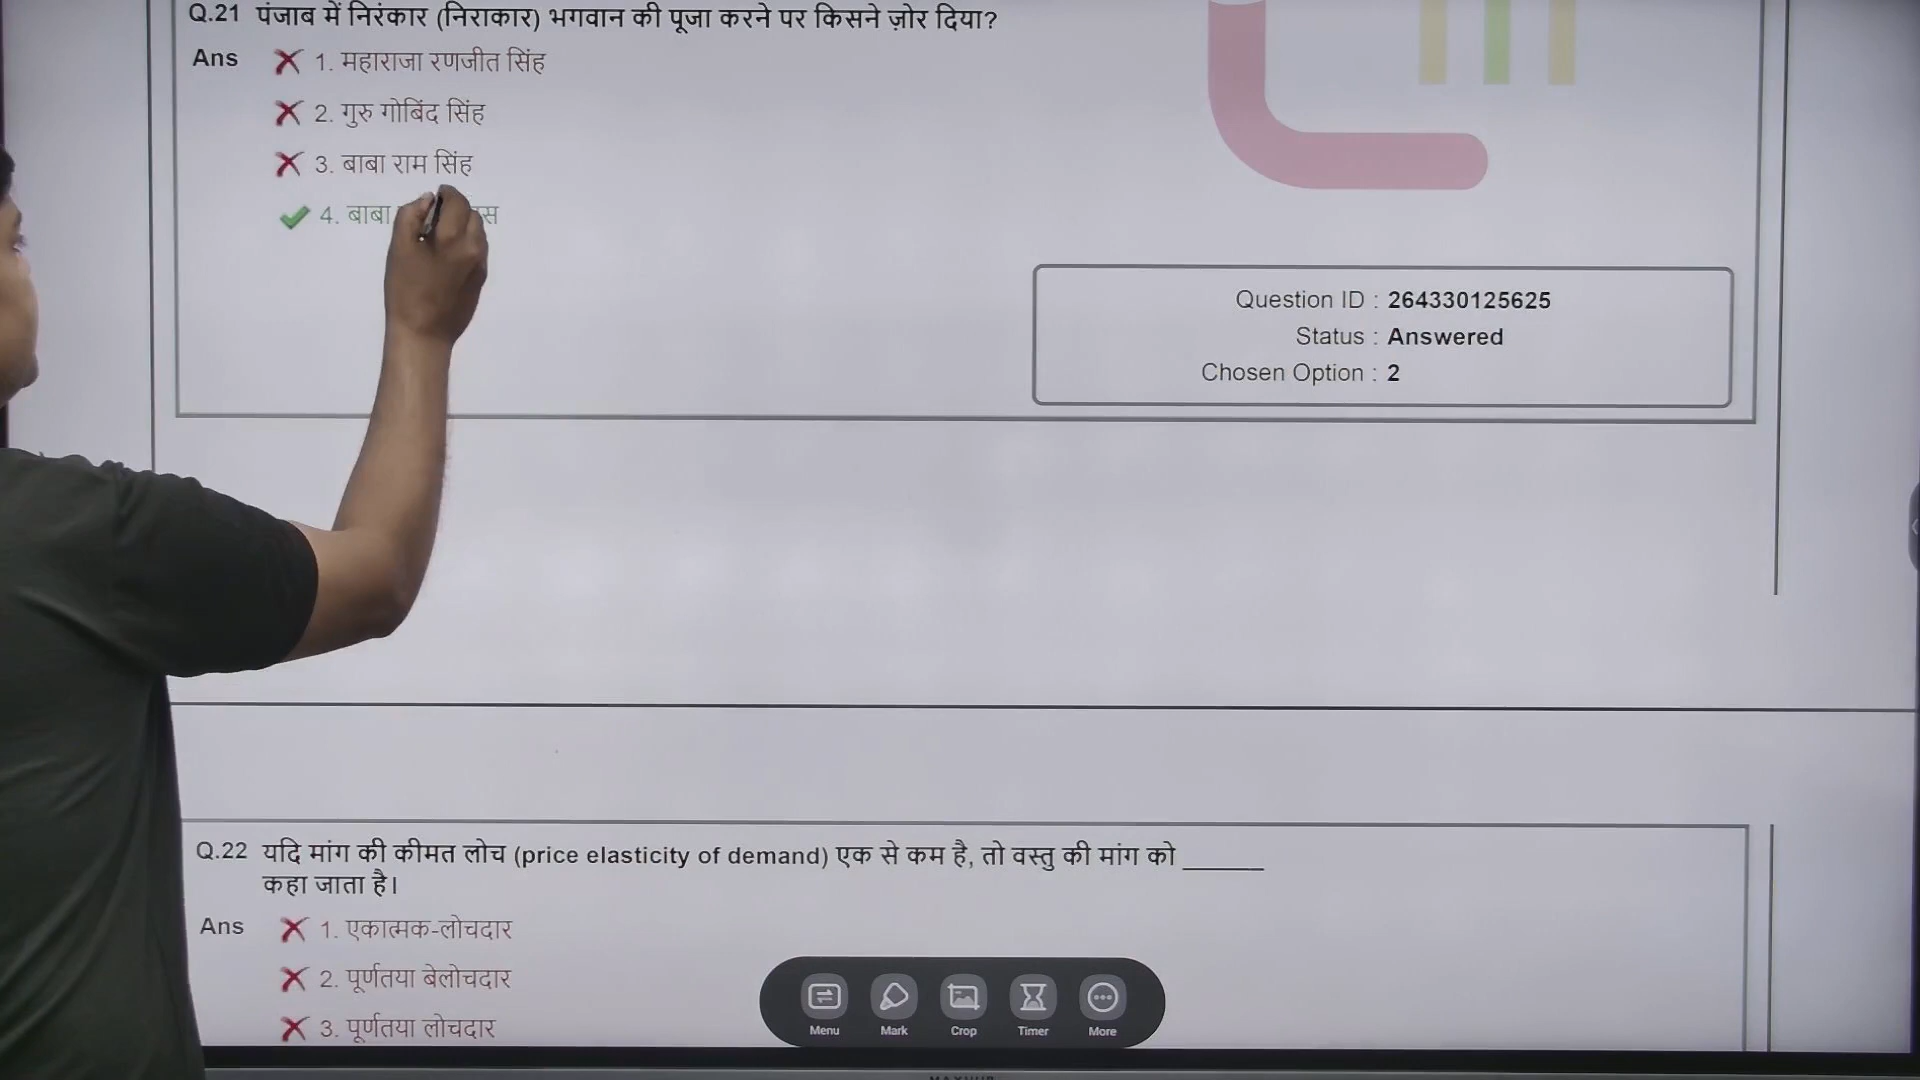 Q.21 पंजाब में निरंकार (निराकार) भगवान की पूजा करने पर किसने ज़ोर दिया?
Ans 1. महाराजा रणजीत सिंह
2. गुरु गोबिंद सिंह
3. बाबा राम सिंह
4. बाबा
Question ID : 264330125625
Status : Answered
Chosen Option : 2
Q.22 यदि मांग की कीमत लोच (price elasticity of demand) एक से कम है, तो वस्तु की मांग को ______
कहा जाता है।
Ans 1. एकात्मक-लोचदार
2. पूर्णतया बेलोचदार
3. पूर्णतया लोचदार
Menu Mark Crop Timer More